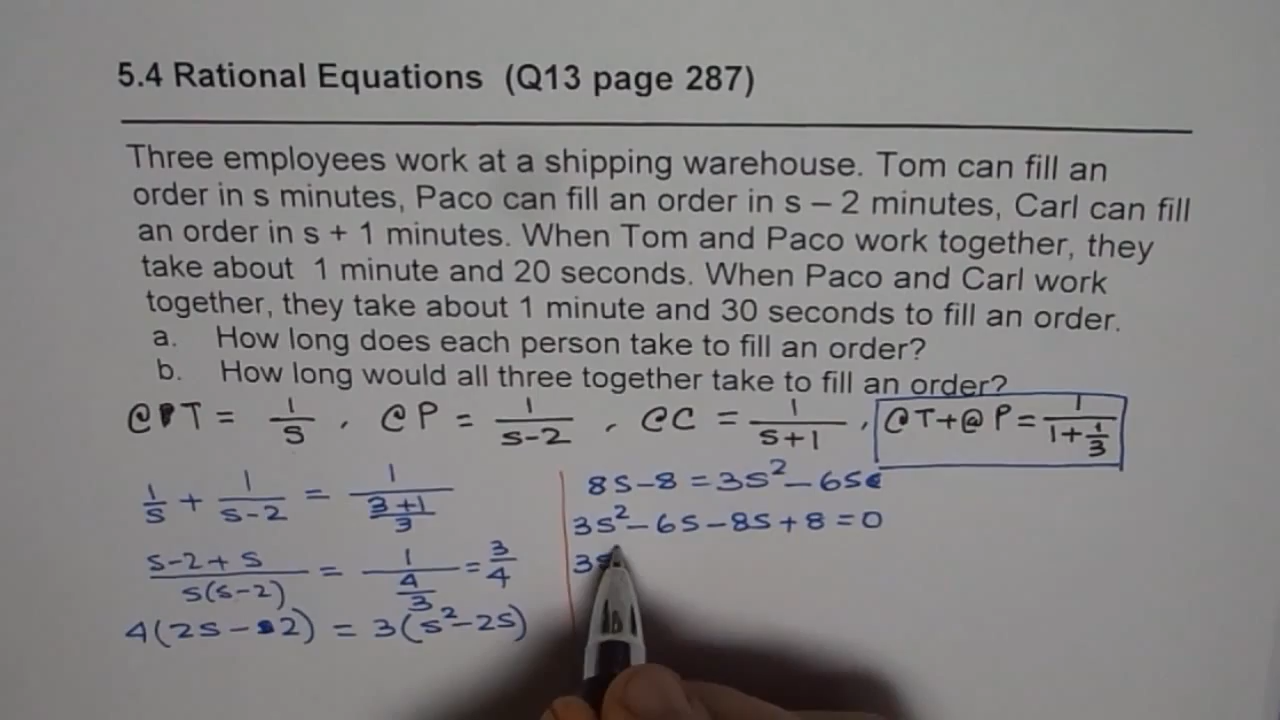 5.4 Rational Equations (Q13 page 287)
Three employees work at a shipping warehouse. Tom can fill an
order in s minutes, Paco can fill an order in s – 2 minutes, Carl can fill
an order in s + 1 minutes. When Tom and Paco work together, they
take about 1 minute and 20 seconds. When Paco and Carl work
together, they take about 1 minute and 30 seconds to fill an order.
a. How long does each person take to fill an order?
b. How long would all three together take to fill an order?
@T = 1/s , @P = 1/(s-2) , @C = 1/(s+1) , @T+@P = 1/(1+1/3)
1/s + 1/(s-2) = 1/((3+1)/3)
(s-2+s)/(s(s-2)) = 1/(4/3) = 3/4
4(2s-2) = 3(s²-2s)
8s-8 = 3s²-6s
3s²-6s-8s+8=0
3s